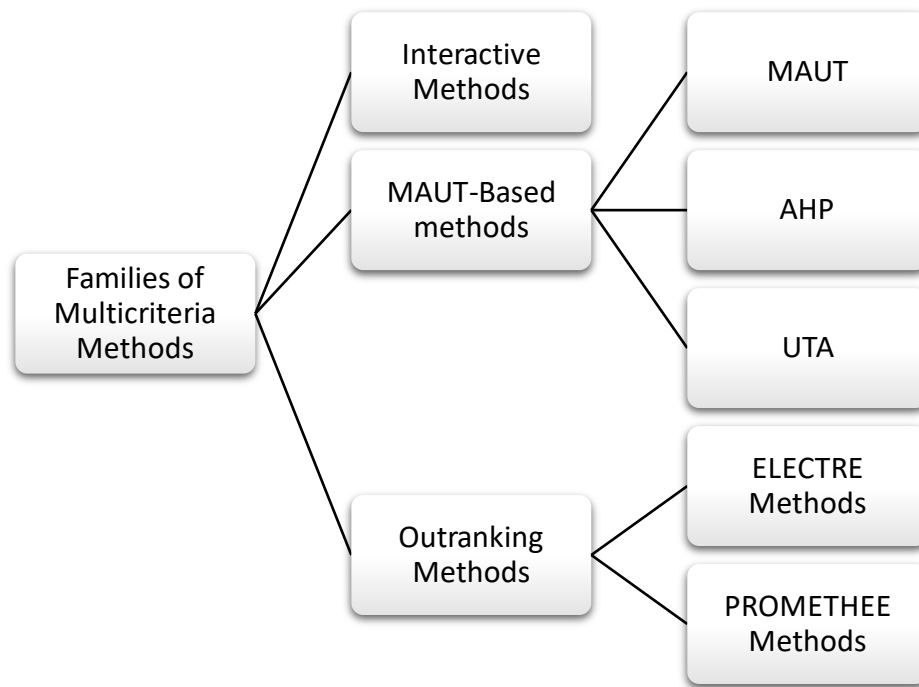 Families of
Multicriteria
Methods
Interactive
Methods
MAUT-Based
methods
Outranking
Methods
MAUT
AHP
UTA
ELECTRE
Methods
PROMETHEE
Methods